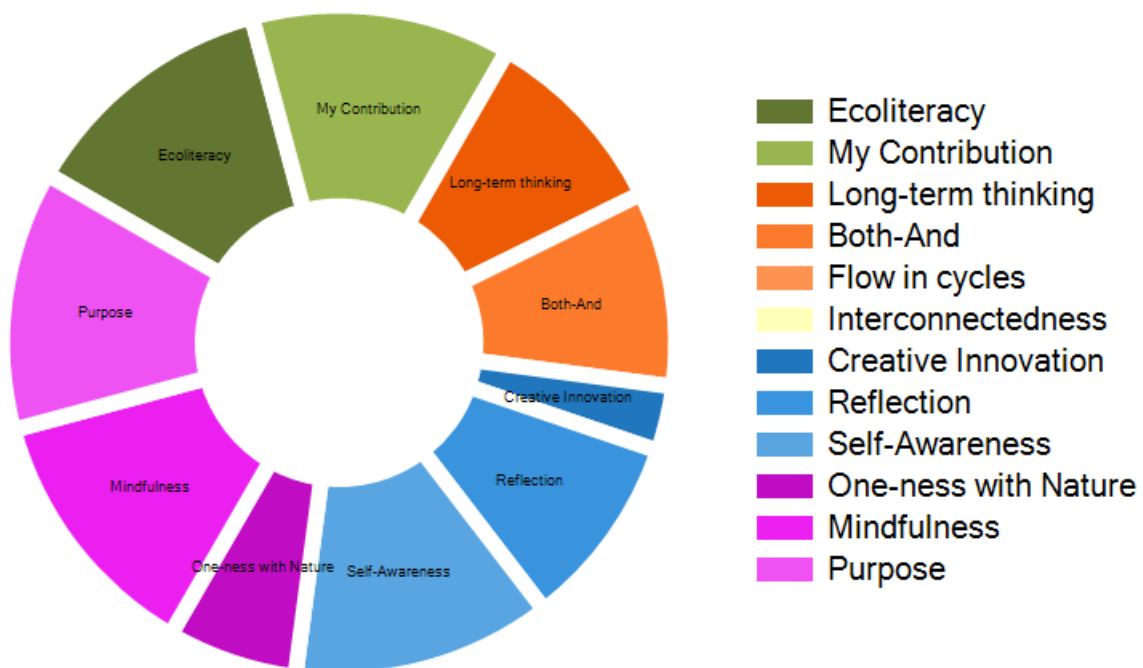 My Contribution
Ecoliteracy
Long-term thinking
Both-And
Purpose
Creative Innovation
Reflection
Mindfulness
One-ness with Nature
Self-Awareness
Ecoliteracy
My Contribution
Long-term thinking
Both-And
Flow in cycles
Interconnectedness
Creative Innovation
Reflection
Self-Awareness
One-ness with Nature
Mindfulness
Purpose